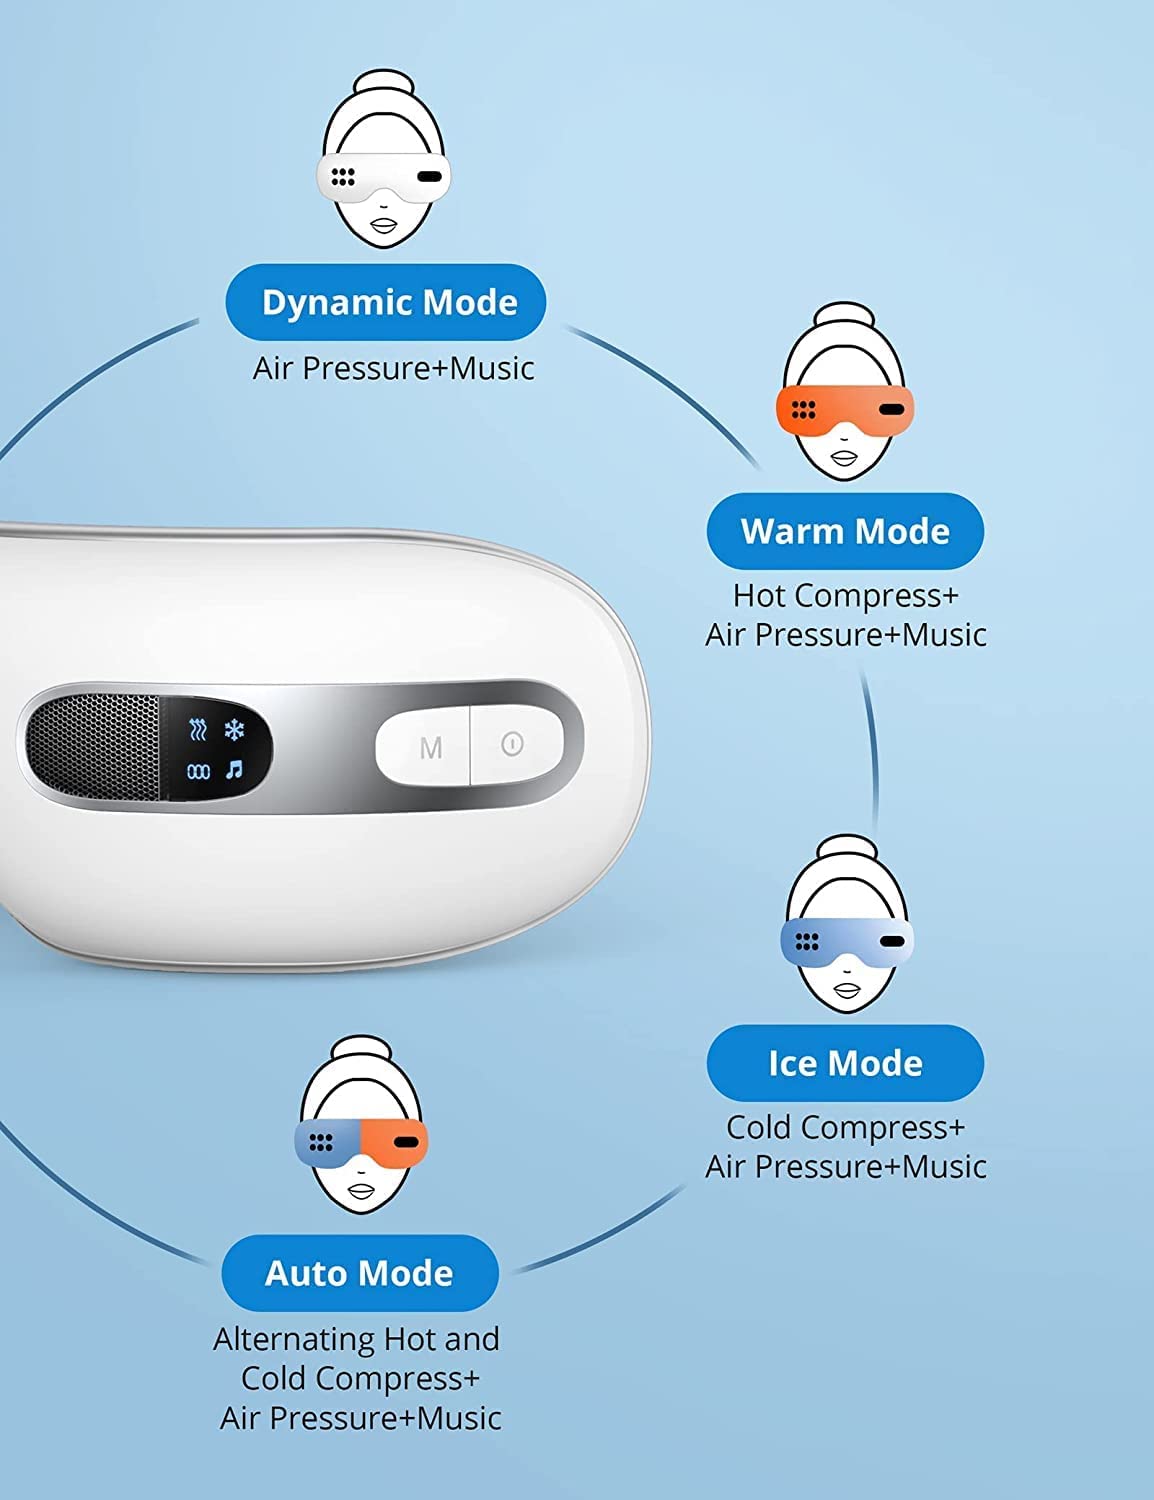 Dynamic Mode
Air Pressure+Music
Warm Mode
Hot Compress+
Air Pressure+Music
M
Ice Mode
Cold Compress+
Air Pressure+Music
Auto Mode
Alternating Hot and
Cold Compress+
Air Pressure+Music